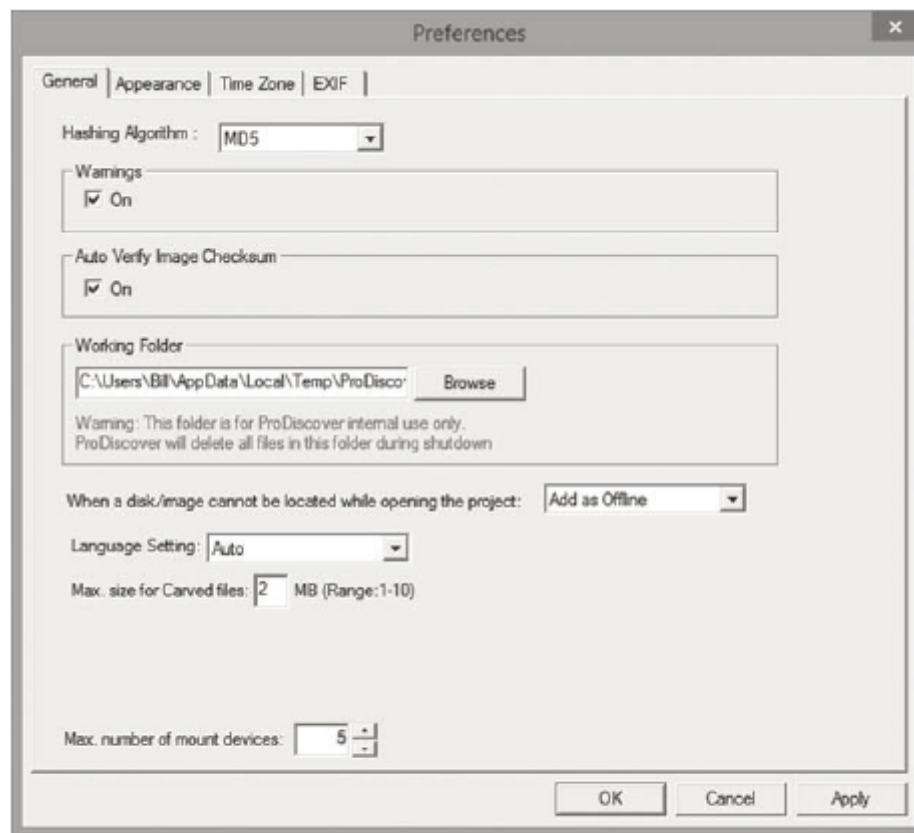 Preferences
General Appearance Time Zone EXIF
Hashing Algorithm : MD5
Warnings
On
Auto Verify Image Checksum
On
Working Folder
C:\Users\Bill\AppData\Local\Temp\ProDiscov Browse
Warning: This folder is for ProDiscover internal use only.
ProDiscover will delete all files in this folder during shutdown
When a disk/image cannot be located while opening the project: Add as Offline
Language Setting: Auto
Max. size for Carved files: 2 MB (Range:1-10)
Max. number of mount devices: 5
OK Cancel Apply